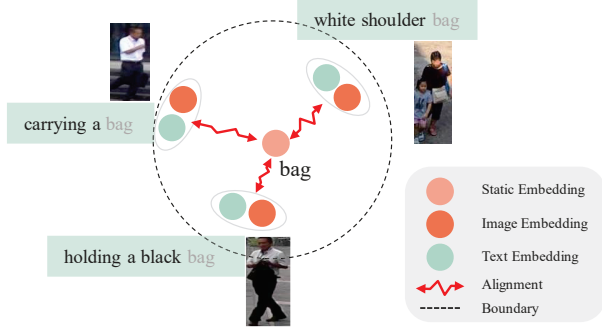 white shoulder bag
carrying a bag
bag
holding a black bag
Static Embedding
Image Embedding
Text Embedding
Alignment
Boundary